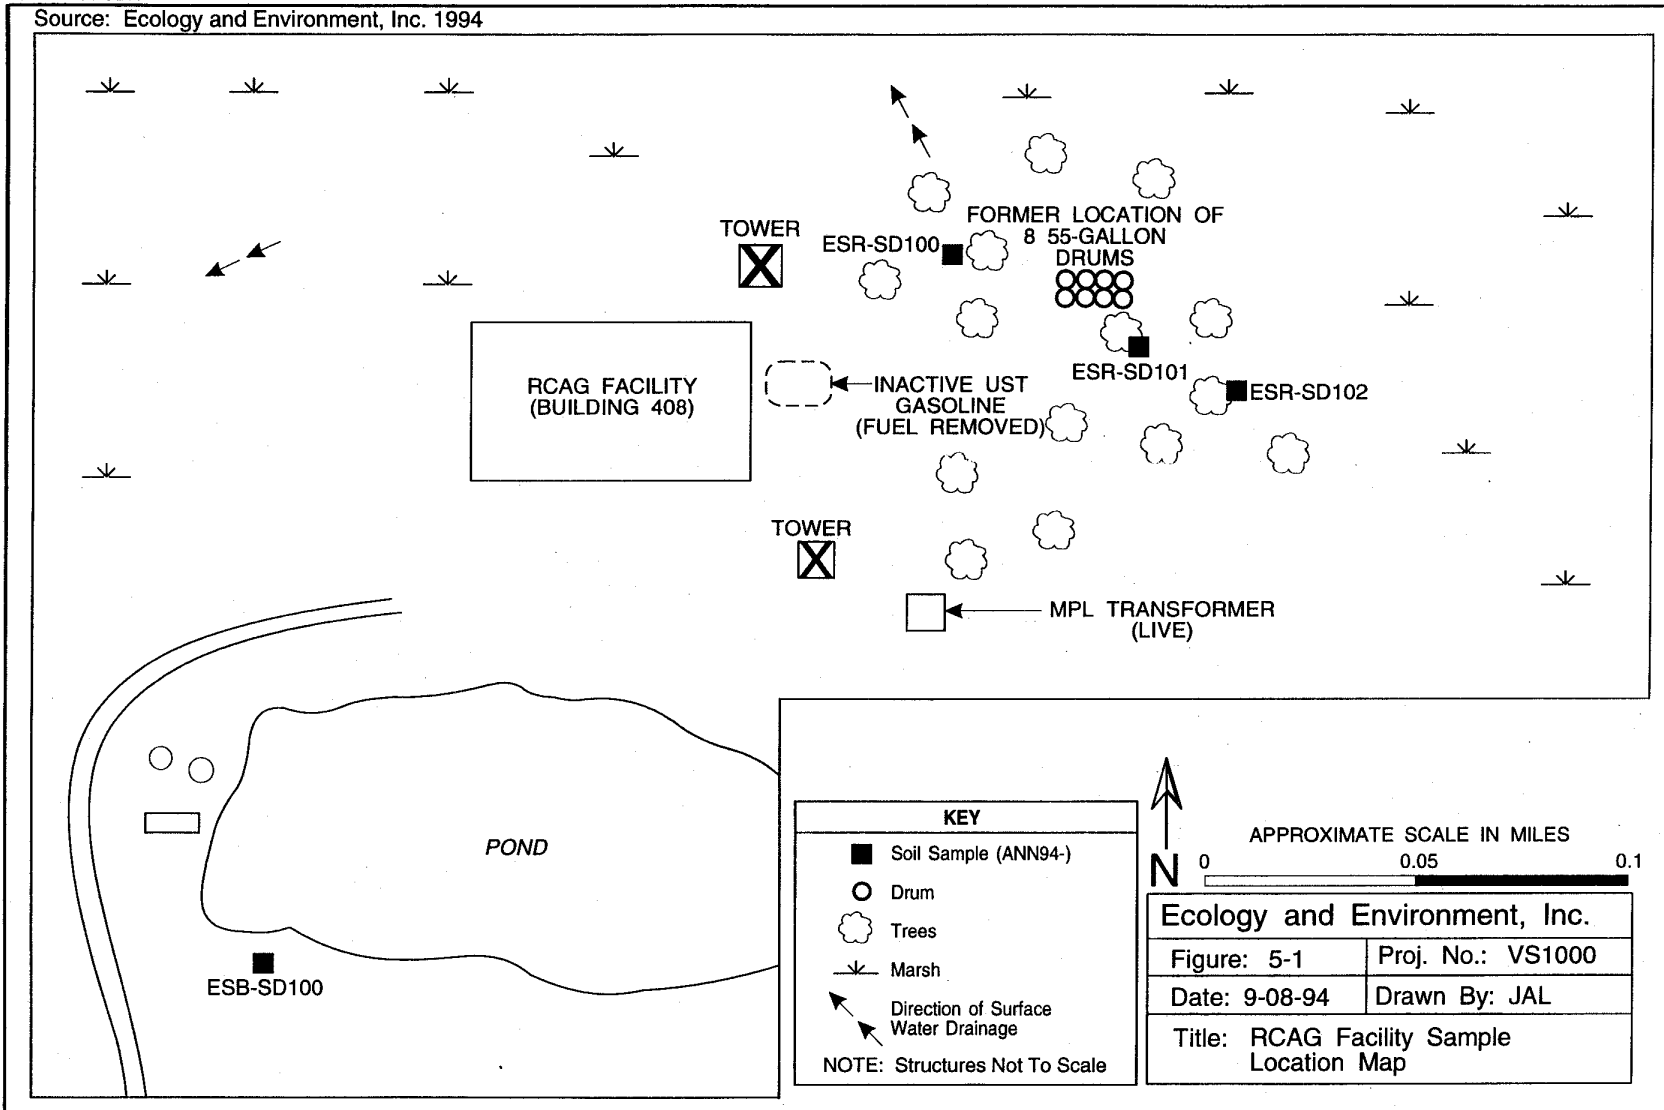 Source: Ecology and Environment, Inc. 1994
TOWER
ESR-SD100
FORMER LOCATION OF
8 55-GALLON
DRUMS
RCAG FACILITY
(BUILDING 408)
INACTIVE UST
GASOLINE
(FUEL REMOVED)
ESR-SD101
ESR-SD102
TOWER
MPL TRANSFORMER
(LIVE)
POND
ESB-SD100
KEY
Soil Sample (ANN94-)
Drum
Trees
Marsh
Direction of Surface
Water Drainage
NOTE: Structures Not To Scale
N
APPROXIMATE SCALE IN MILES
0 0.05 0.1
Ecology and Environment, Inc.
Figure: 5-1
Proj. No.: VS1000
Date: 9-08-94
Drawn By: JAL
Title: RCAG Facility Sample
Location Map